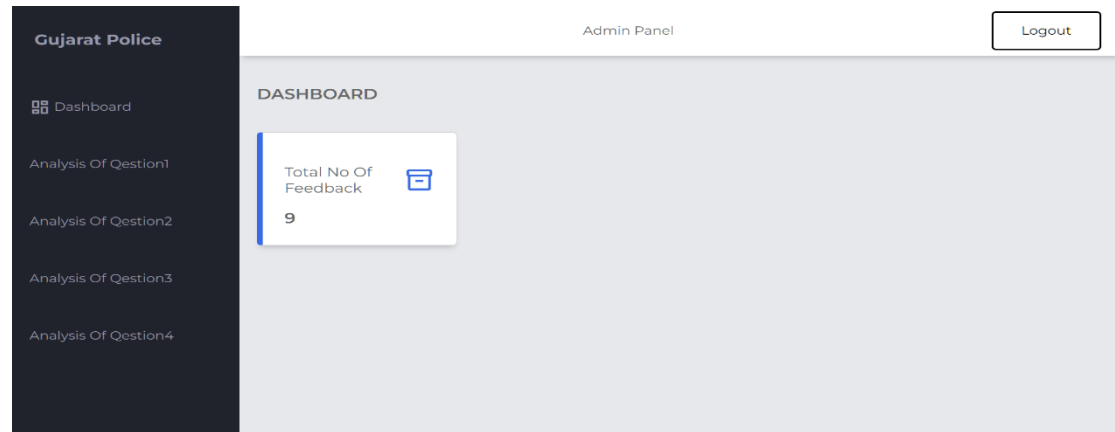 Gujarat Police
Admin Panel
Logout
Dashboard
Analysis Of Qestion1
Analysis Of Qestion2
Analysis Of Qestion3
Analysis Of Qestion4
DASHBOARD
Total No Of
Feedback
9